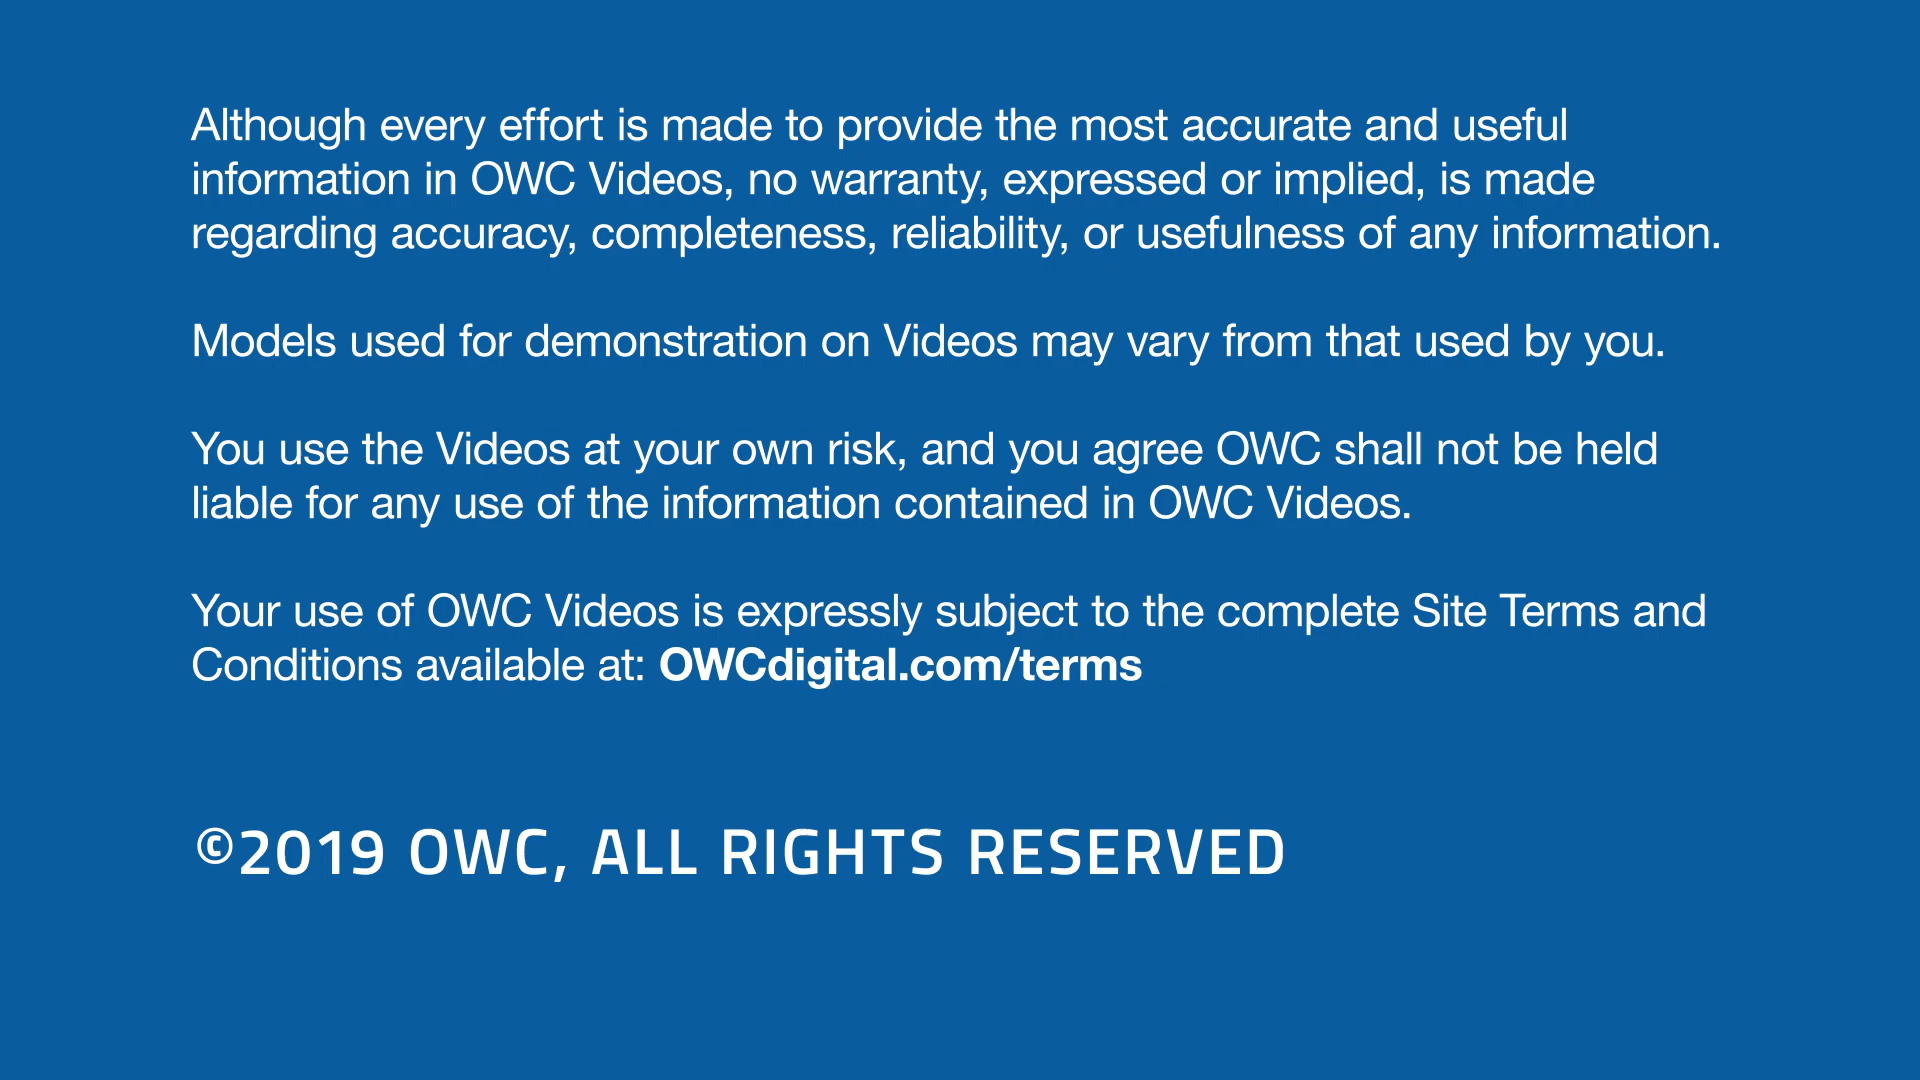 Although every effort is made to provide the most accurate and useful
information in OWC Videos, no warranty, expressed or implied, is made
regarding accuracy, completeness, reliability, or usefulness of any information.
Models used for demonstration on Videos may vary from that used by you.
You use the Videos at your own risk, and you agree OWC shall not be held
liable for any use of the information contained in OWC Videos.
Your use of OWC Videos is expressly subject to the complete Site Terms and
Conditions available at: OWCdigital.com/terms
©2019 OWC, ALL RIGHTS RESERVED